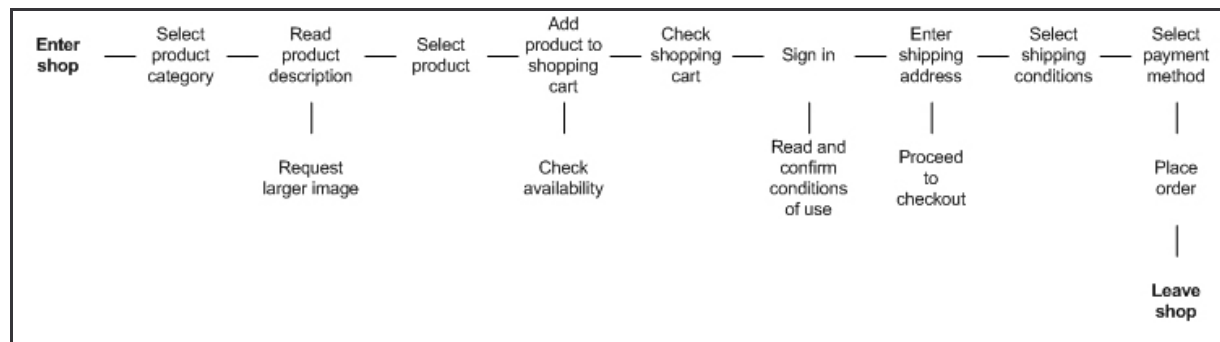 Enter
shop
Select
product
category
Read
product
description
Select
product
Add
product to
shopping
cart
Check
shopping
cart
Sign in
Enter
shipping
address
Select
shipping
conditions
Select
payment
method
Request
larger image
Check
availability
Read and
confirm
conditions
of use
Proceed
to
checkout
Place
order
Leave
shop